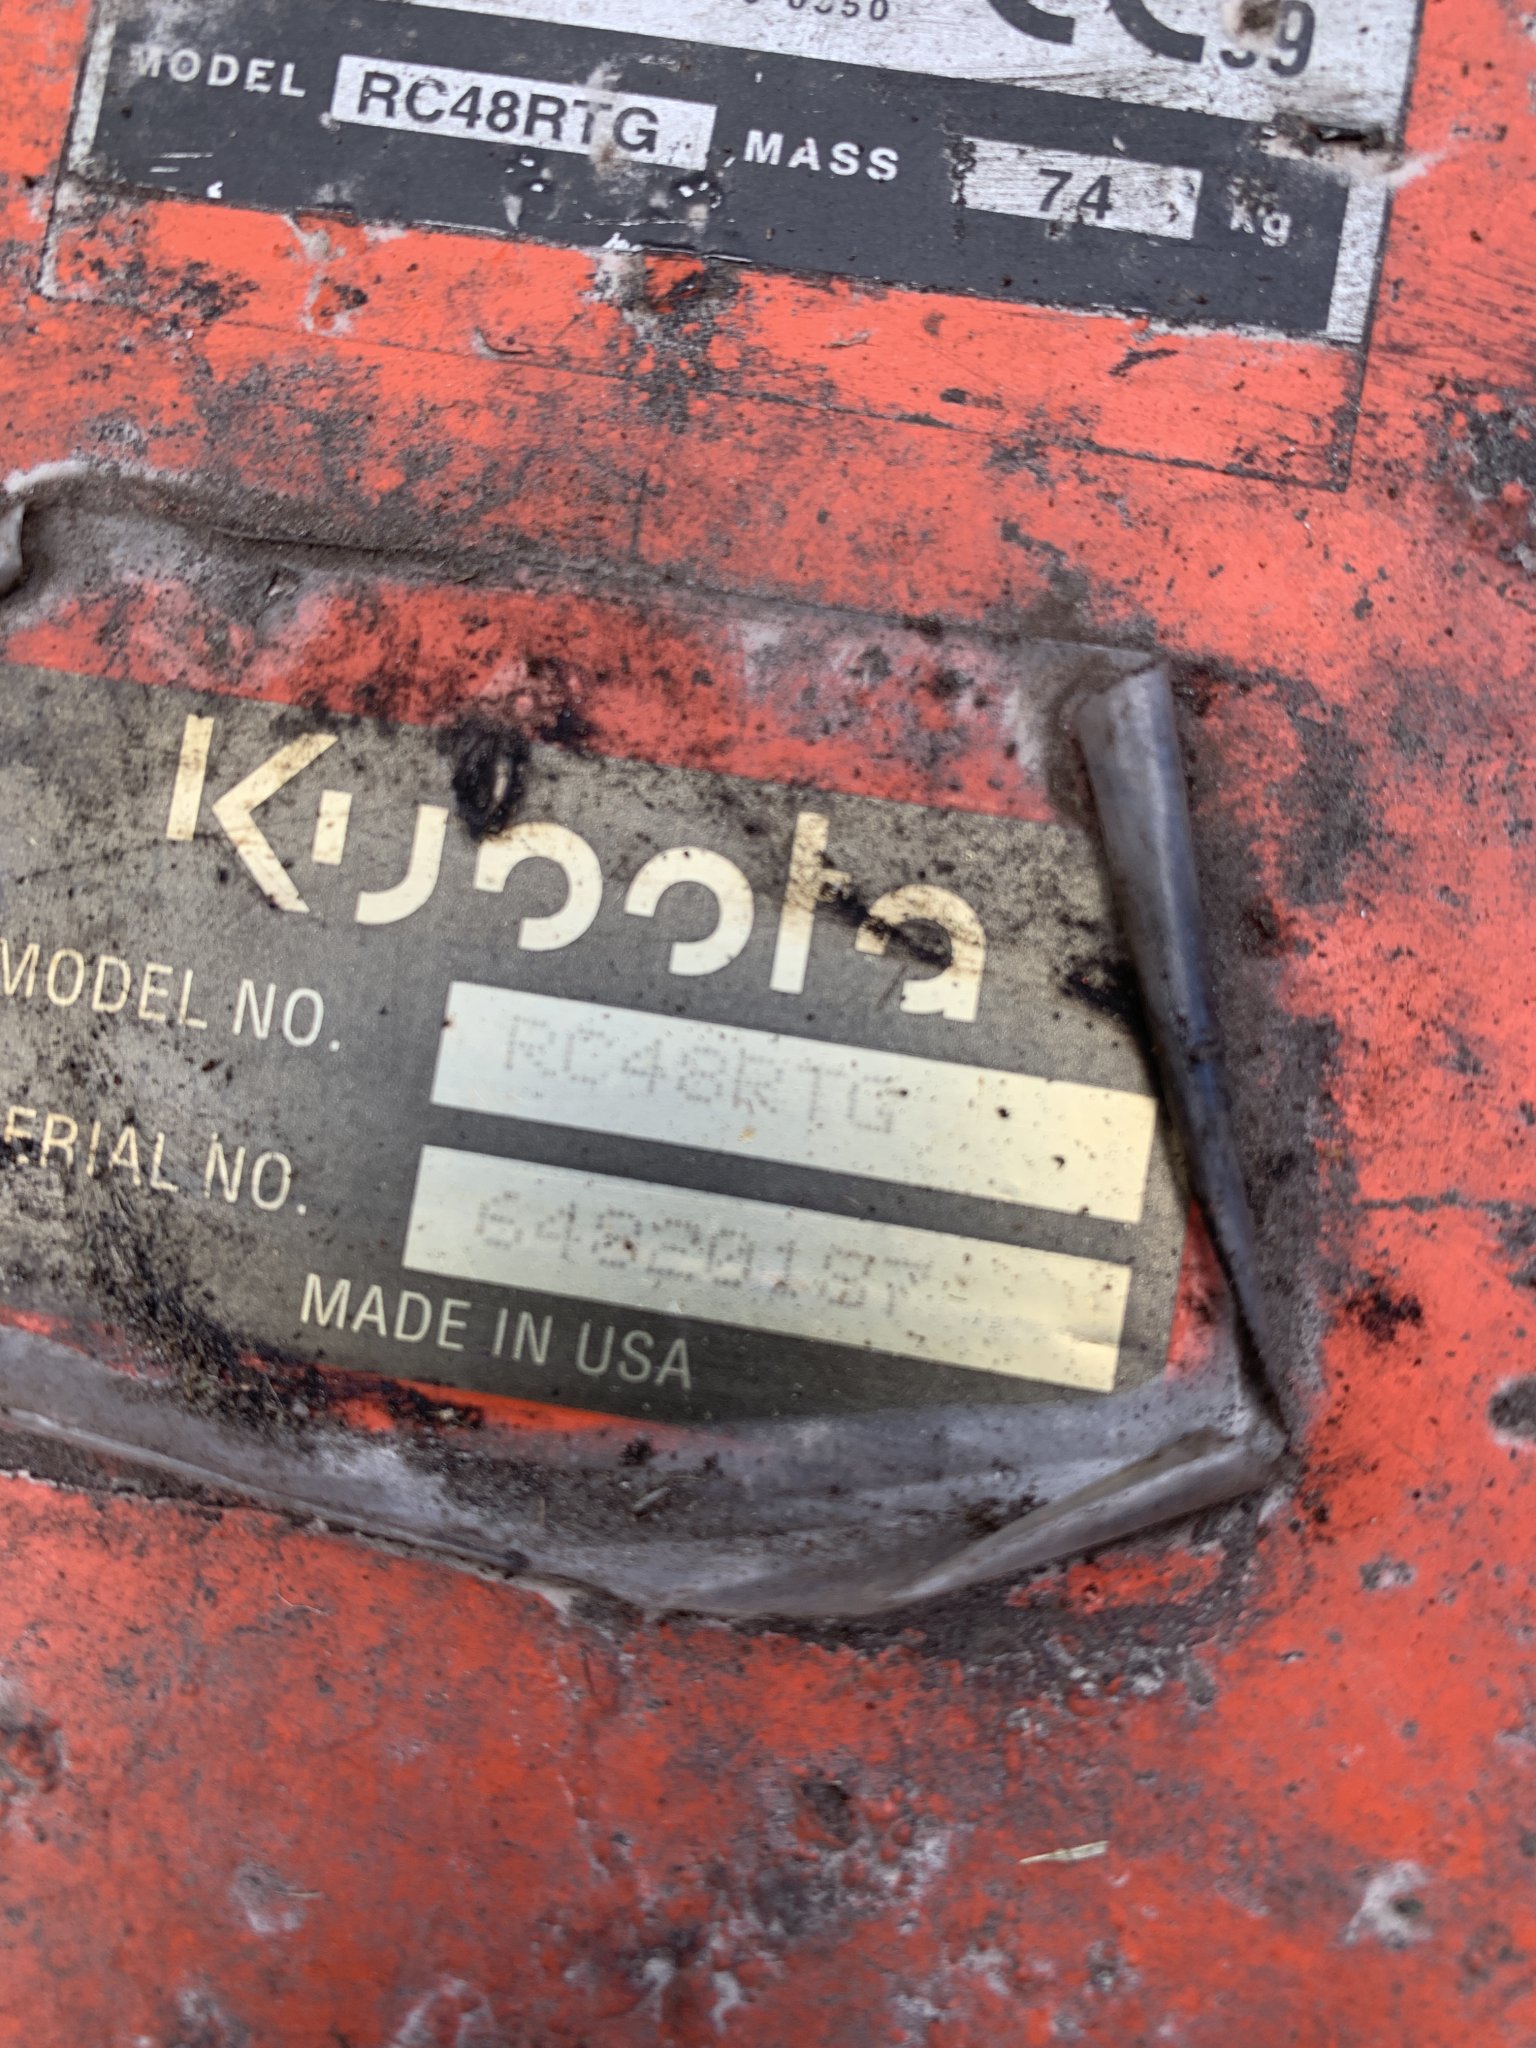 MODEL RC48RTG MASS 74 kg
Kubota
MODEL NO. RC48RTG
ERIAL NO.
MADE IN USA